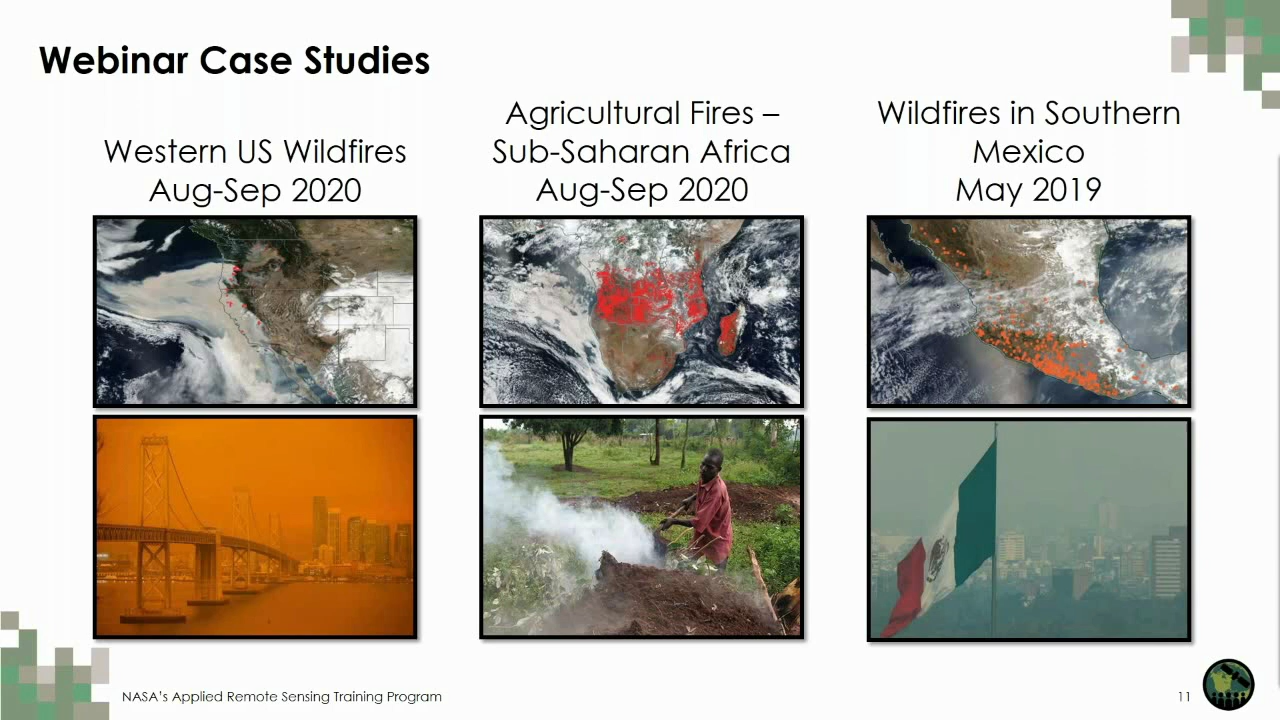 Webinar Case Studies
Western US Wildfires
Aug-Sep 2020
Agricultural Fires –
Sub-Saharan Africa
Aug-Sep 2020
Wildfires in Southern
Mexico
May 2019
NASA's Applied Remote Sensing Training Program
11